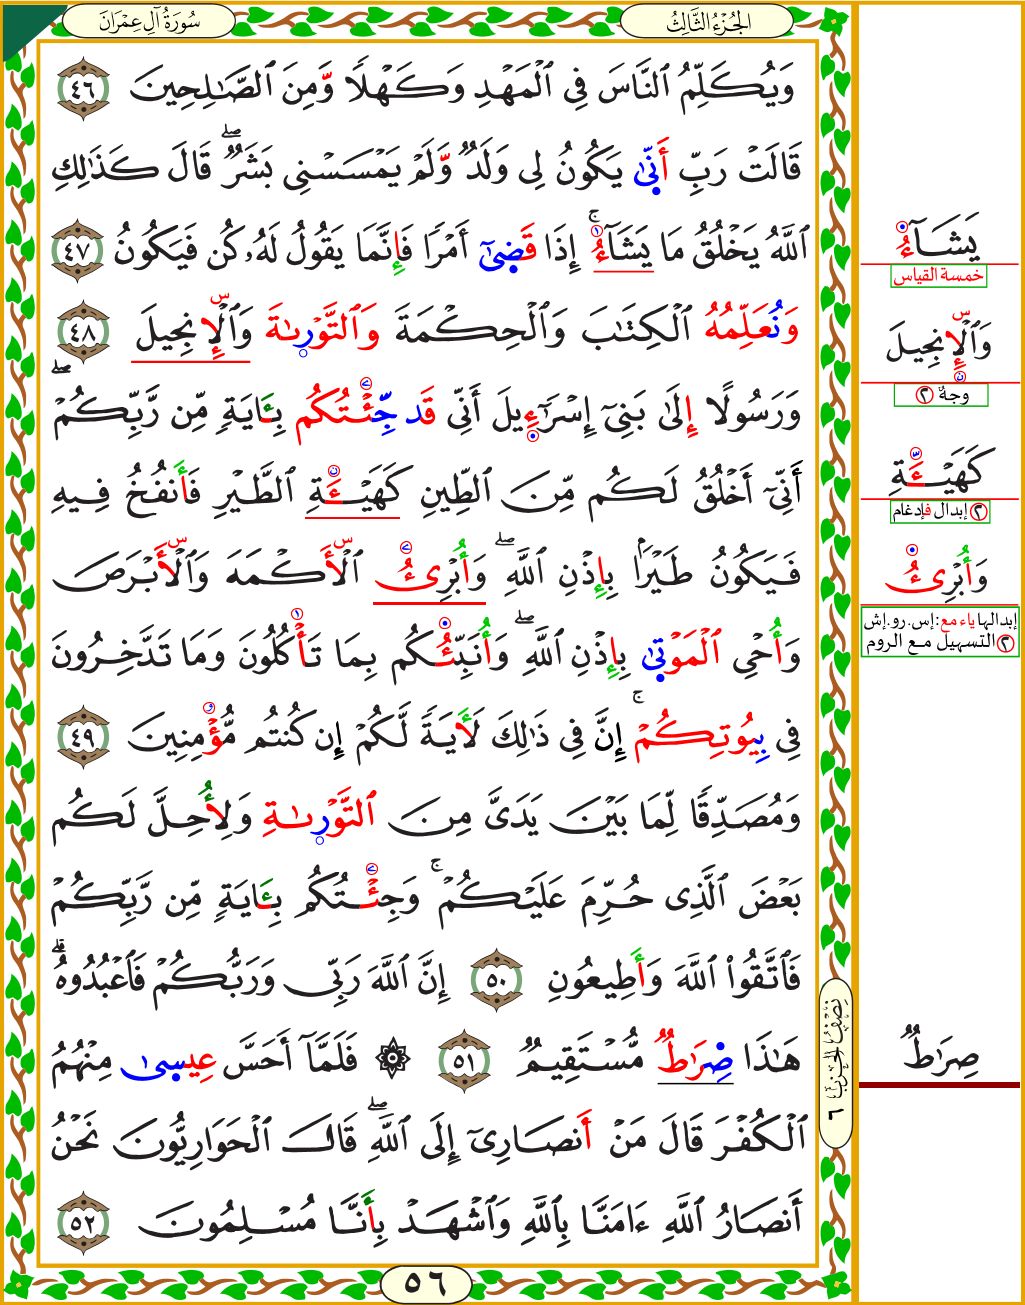 سُورَةُ آلِ عِمْرَانَ
الجُزْءُ الثَّالِثُ
وَيُكَلِّمُ ٱلنَّاسَ فِى ٱلْمَهْدِ وَكَهْلًا وَّمِنَ ٱلصَّـٰلِحِينَ ٤٦
قَالَتْ رَبِّ أَنّىٰ يَكُونُ لِى وَلَدٌ وَّلَمْ يَمْسَسْنِى بَشَرٌ ۖ قَالَ كَذَٰلِكِ
ٱللَّهُ يَخْلُقُ مَا يَشَآءُ ۚ إِذَا قَضِىٰٓ أَمْرًا فَإِنَّمَا يَقُولُ لَهُۥ كُن فَيَكُونُ ٤٧
وَنُعَلِّمُهُ ٱلْكِتَـٰبَ وَٱلْحِكْمَةَ وَٱلتَّوْرِىٰةَ وَٱلْإِنجِيلَ ٤٨
وَرَسُولًا إِلَىٰ بَنِىٓ إِسْرَٰٓءِيلَ أَنِّى قَد جِّئْتُكُم بِـَٔايَةٍ مِّن رَّبِّكُمْ ۖ
أَنِّىٓ أَخْلُقُ لَكُم مِّنَ ٱلطِّينِ كَهَيْـَٔةِ ٱلطَّيْرِ فَأَنفُخُ فِيهِ
فَيَكُونُ طَيْرًۢا بِإِذْنِ ٱللَّهِ ۖ وَأُبْرِئُ ٱلْأَكْمَهَ وَٱلْأَبْرَصَ
وَأُحْىِ ٱلْمَوْتِىٰ بِإِذْنِ ٱللَّهِ ۖ وَأُنَبِّئُكُم بِمَا تَأْكُلُونَ وَمَا تَدَّخِرُونَ
فِى بِيُوتِكُمْ ۚ إِنَّ فِى ذَٰلِكَ لَـَٔايَةً لَّكُمْ إِن كُنتُم مُّؤْمِنِينَ ٤٩
وَمُصَدِّقًا لِّمَا بَيْنَ يَدَىَّ مِنَ ٱلتَّوْرِىٰةِ وَلِأُحِلَّ لَكُم
بَعْضَ ٱلَّذِى حُرِّمَ عَلَيْكُمْ ۚ وَجِئْتُكُم بِـَٔايَةٍ مِّن رَّبِّكُمْ
فَٱتَّقُوا۟ ٱللَّهَ وَأَطِيعُونِ ٥٠ إِنَّ ٱللَّهَ رَبِّى وَرَبُّكُمْ فَٱعْبُدُوهُ ۗ
هَـٰذَا صِرَٰطٌ مُّسْتَقِيمٌ ٥١ ۞ فَلَمَّآ أَحَسَّ عِيسِىٰ مِنْهُمُ
ٱلْكُفْرَ قَالَ مَنْ أَنصَارِىٓ إِلَى ٱللَّهِ ۖ قَالَ ٱلْحَوَارِيُّونَ نَحْنُ
أَنصَارُ ٱللَّهِ ءَامَنَّا بِٱللَّهِ وَٱشْهَدْ بِأَنَّا مُسْلِمُونَ ٥٢
٥٦
يَشَآءُ
خمسة القياس
وَٱلْإِنجِيلَ
وجهٌ ٢
كَهَيْـَٔةِ
٢ إبدال فإدغام
وَأُبْرِئُ
إبدالها ياء مع: إس. رو. إش
٢ التسهيل مع الروم
صِرَٰطٌ
نِصْفُ الحِزْبِ ٦